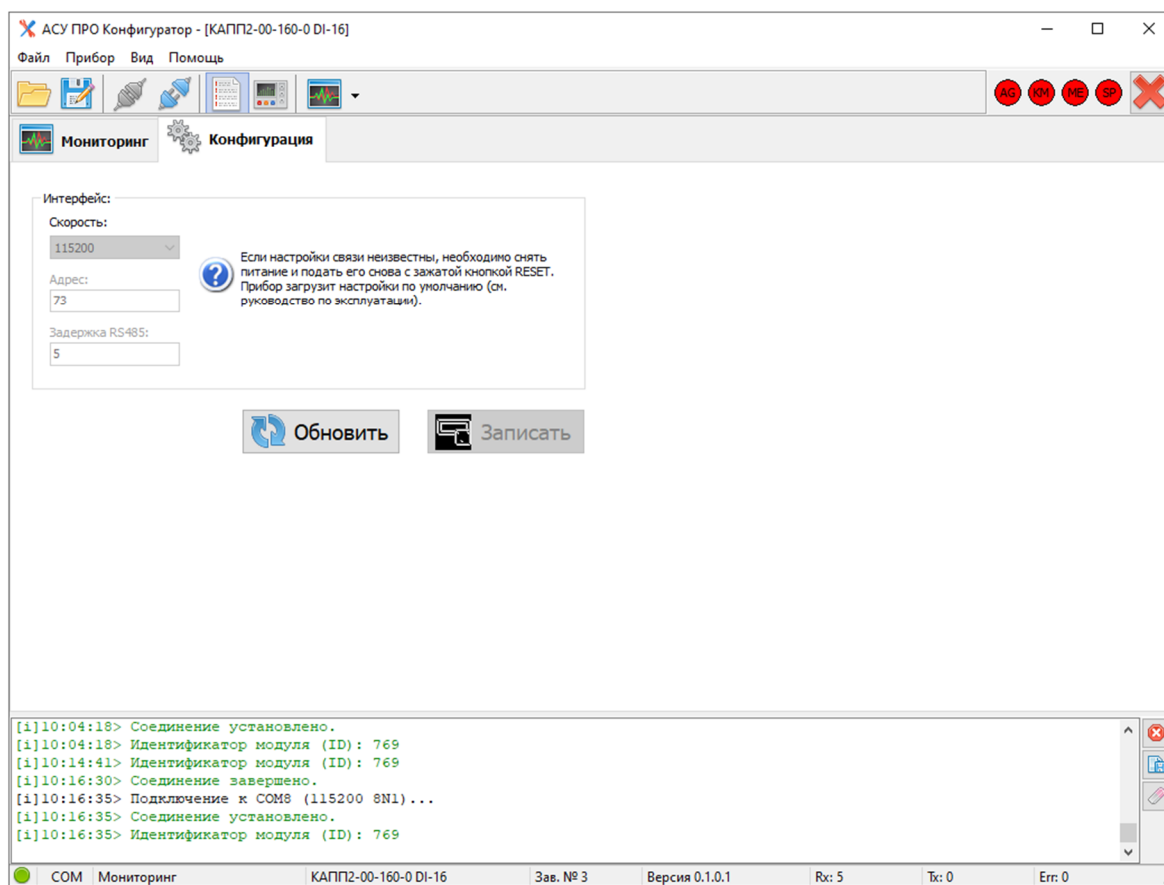 АСУ ПРО Конфигуратор - [КАПП2-00-160-0 DI-16]
Файл Прибор Вид Помощь
AG KM ME SP
Мониторинг Конфигурация
Интерфейс:
Скорость:
115200
Адрес:
73
Задержка RS485:
5
Если настройки связи неизвестны, необходимо снять
питание и подать его снова с зажатой кнопкой RESET.
Прибор загрузит настройки по умолчанию (см.
руководство по эксплуатации).
Обновить Записать
[i]10:04:18> Соединение установлено.
[i]10:04:18> Идентификатор модуля (ID): 769
[i]10:14:41> Идентификатор модуля (ID): 769
[i]10:16:30> Соединение завершено.
[i]10:16:35> Подключение к COM8 (115200 8N1)...
[i]10:16:35> Соединение установлено.
[i]10:16:35> Идентификатор модуля (ID): 769
COM Мониторинг КАПП2-00-160-0 DI-16 Зав. № 3 Версия 0.1.0.1 Rx: 5 Tx: 0 Err: 0